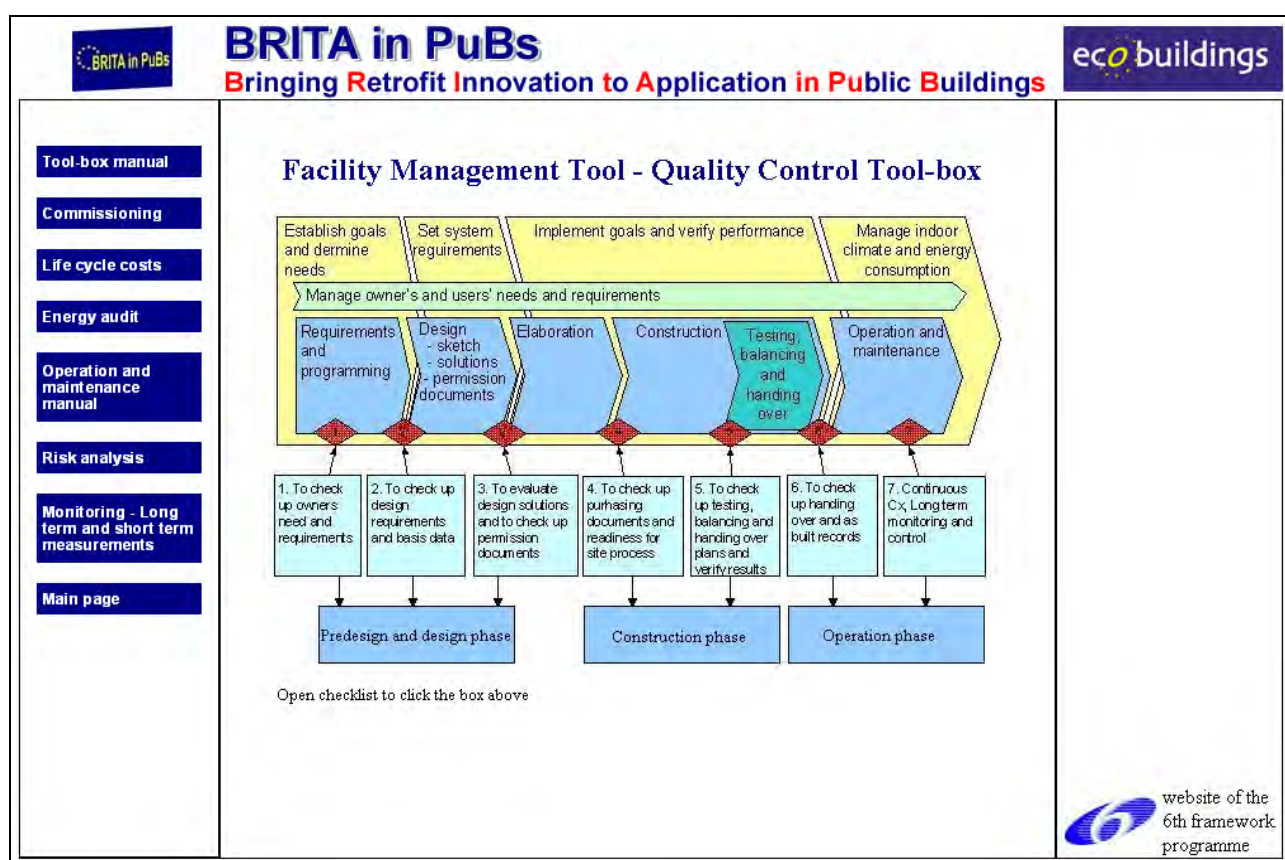 BRITA in PuBs
BRITA in PuBs
Bringing Retrofit Innovation to Application in Public Buildings
eco buildings
Tool-box manual
Commissioning
Life cycle costs
Energy audit
Operation and
maintenance
manual
Risk analysis
Monitoring - Long
term and short term
measurements
Main page
Facility Management Tool - Quality Control Tool-box
Establish goals
and dermine
needs
Set system
reguirements
Implement goals and verify performance
Manage indoor
climate and energy
consumption
Manage owner's and users' needs and requirements
Requirements
and
programming
Design
- sketch
- solutions
- permission
documents
Elaboration
Construction
Testing,
balancing
and
handing
over
Operation and
maintenance
1. To check
up owners
need and
requirements
2. To check up
design
requirements
and basis data
3. To evaluate
design solutions
and to check up
permission
documents
4. To check up
purhasing
documents and
readiness for
site process
5. To check
up testing,
balancing and
handing over
plans and
verify results
6. To check
up handing
over and as
built records
7. Continuous
Cx, Long term
monitoring and
control
Predesign and design phase
Construction phase
Operation phase
Open checklist to click the box above
6
website of the
6th framework
programme